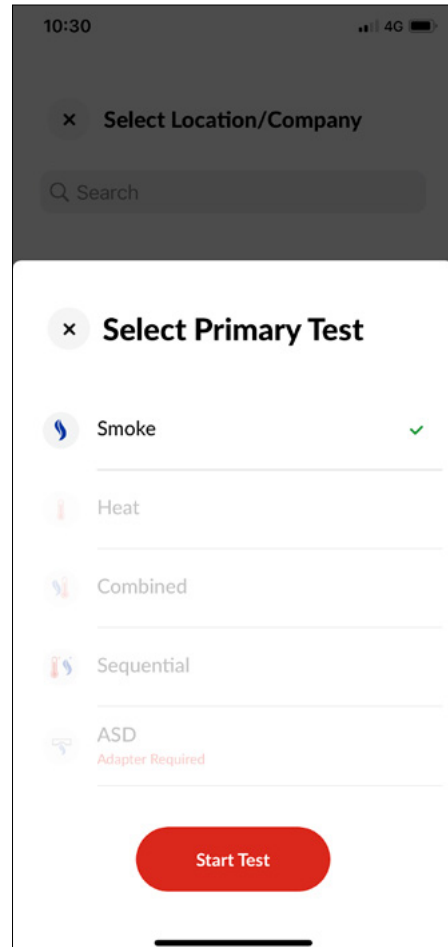 10:30
4G
Select Location/Company
Search
Select Primary Test
Smoke
Heat
Combined
Sequential
ASD
Adapter Required
Start Test